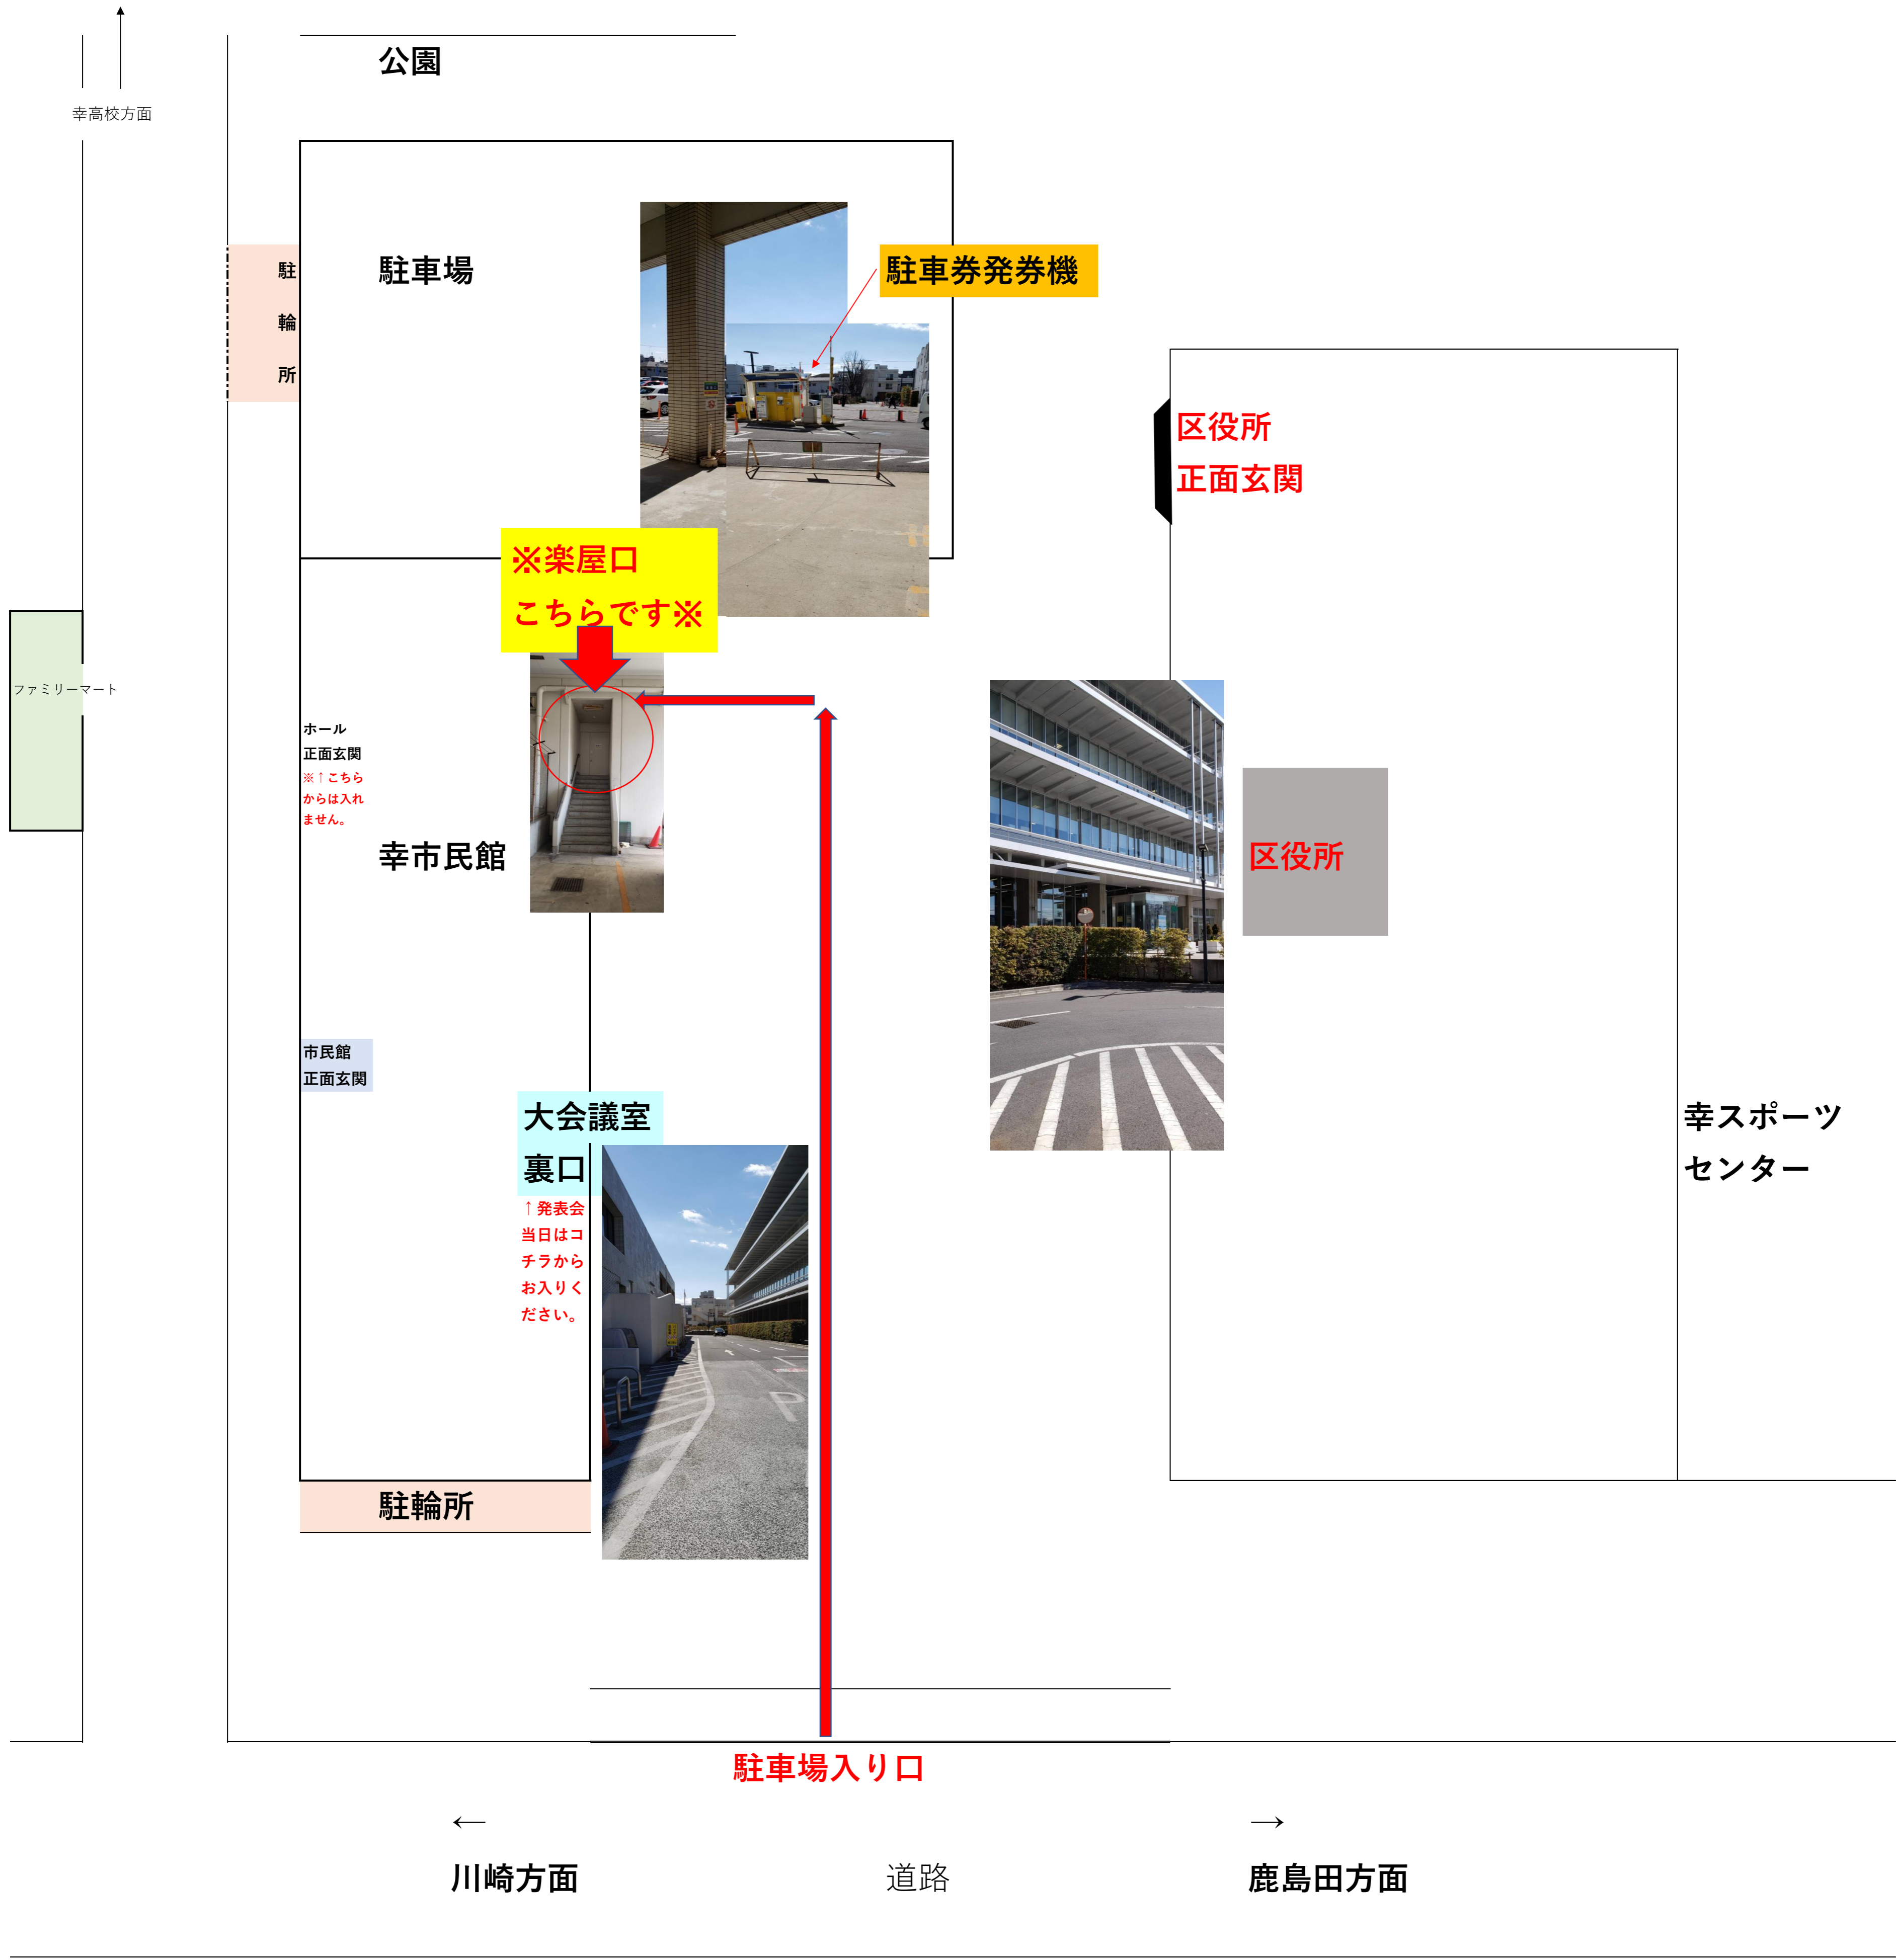 公園
幸高校方面
駐車場
駐車券発券機
駐
輪
所
区役所
正面玄関
※楽屋口
こちらです※
ファミリーマート
ホール
正面玄関
※↑こちら
からは入れ
ません。
幸市民館
区役所
市民館
正面玄関
大会議室
裏口
↑発表会
当日はコ
チラから
お入りく
ださい。
幸スポーツ
センター
P
駐輪所
駐車場入り口
←
→
川崎方面
道路
鹿島田方面